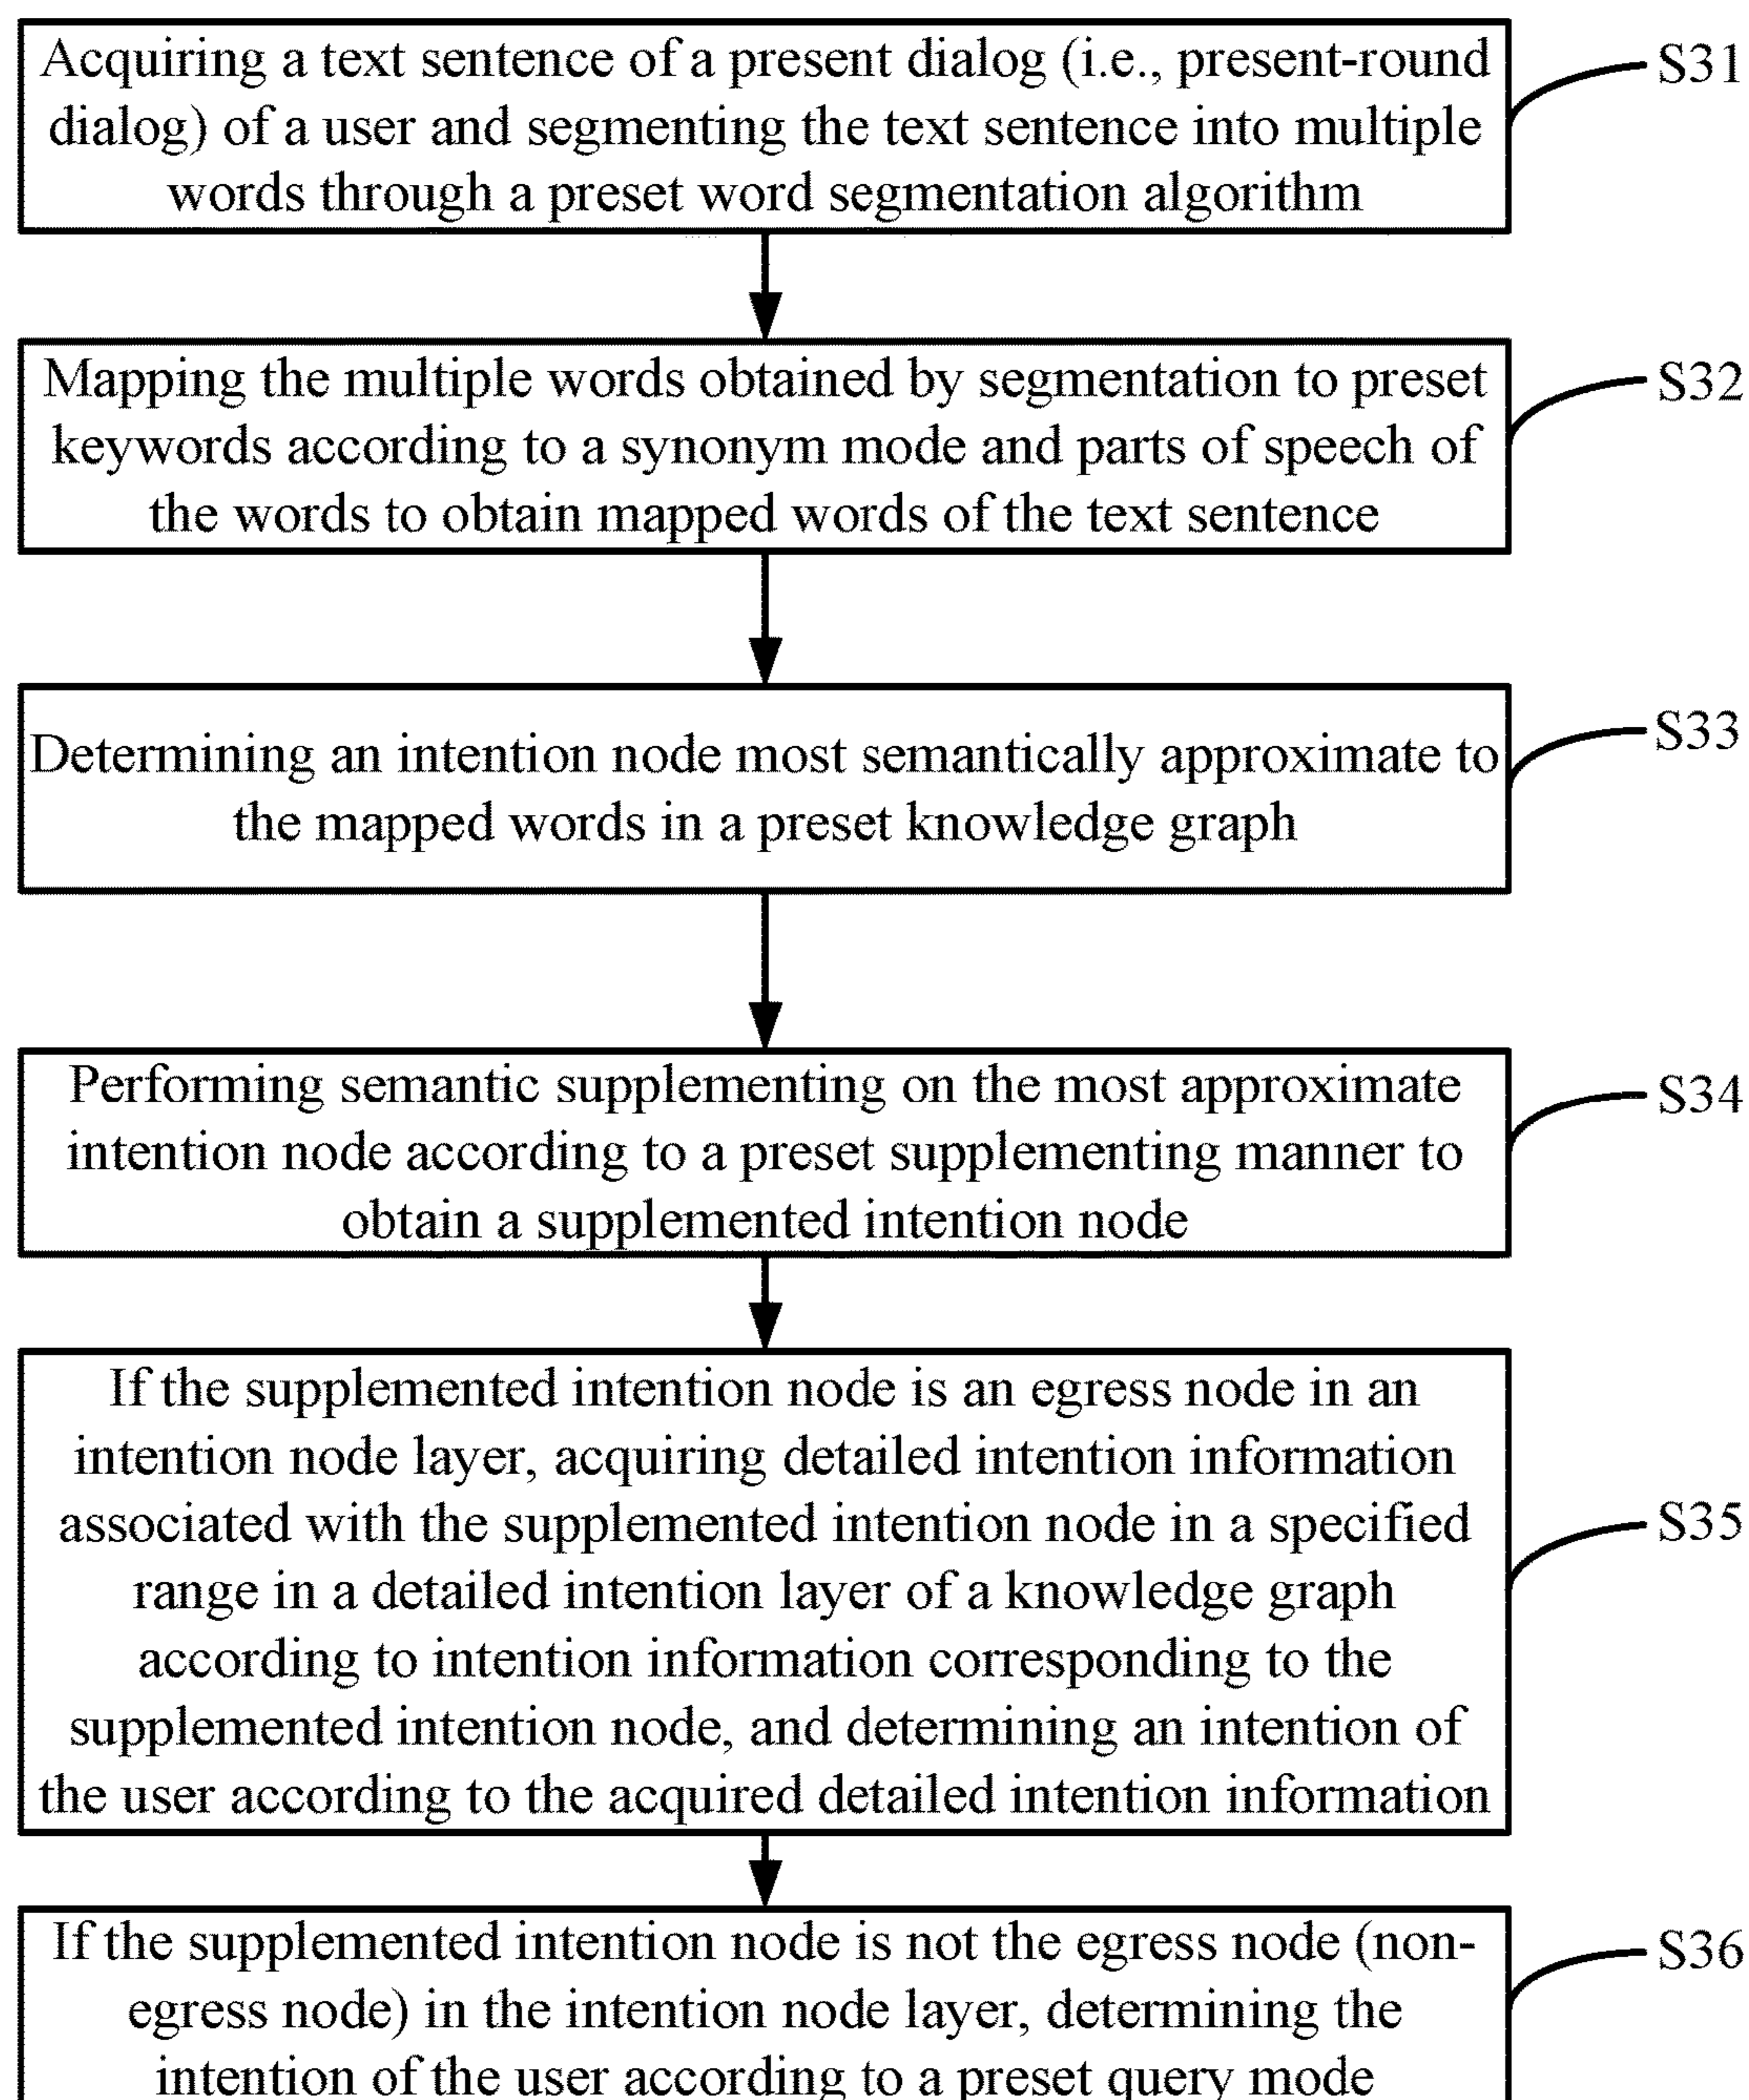 Acquiring a text sentence of a present dialog (i.e., present-round
dialog) of a user and segmenting the text sentence into multiple
words through a preset word segmentation algorithm
S31
Mapping the multiple words obtained by segmentation to preset
keywords according to a synonym mode and parts of speech of
the words to obtain mapped words of the text sentence
S32
Determining an intention node most semantically approximate to
the mapped words in a preset knowledge graph
S33
Performing semantic supplementing on the most approximate
intention node according to a preset supplementing manner to
obtain a supplemented intention node
S34
If the supplemented intention node is an egress node in an
intention node layer, acquiring detailed intention information
associated with the supplemented intention node in a specified
range in a detailed intention layer of a knowledge graph
according to intention information corresponding to the
supplemented intention node, and determining an intention of
the user according to the acquired detailed intention information
S35
If the supplemented intention node is not the egress node (non-
egress node) in the intention node layer, determining the
intention of the user according to a preset query mode
S36